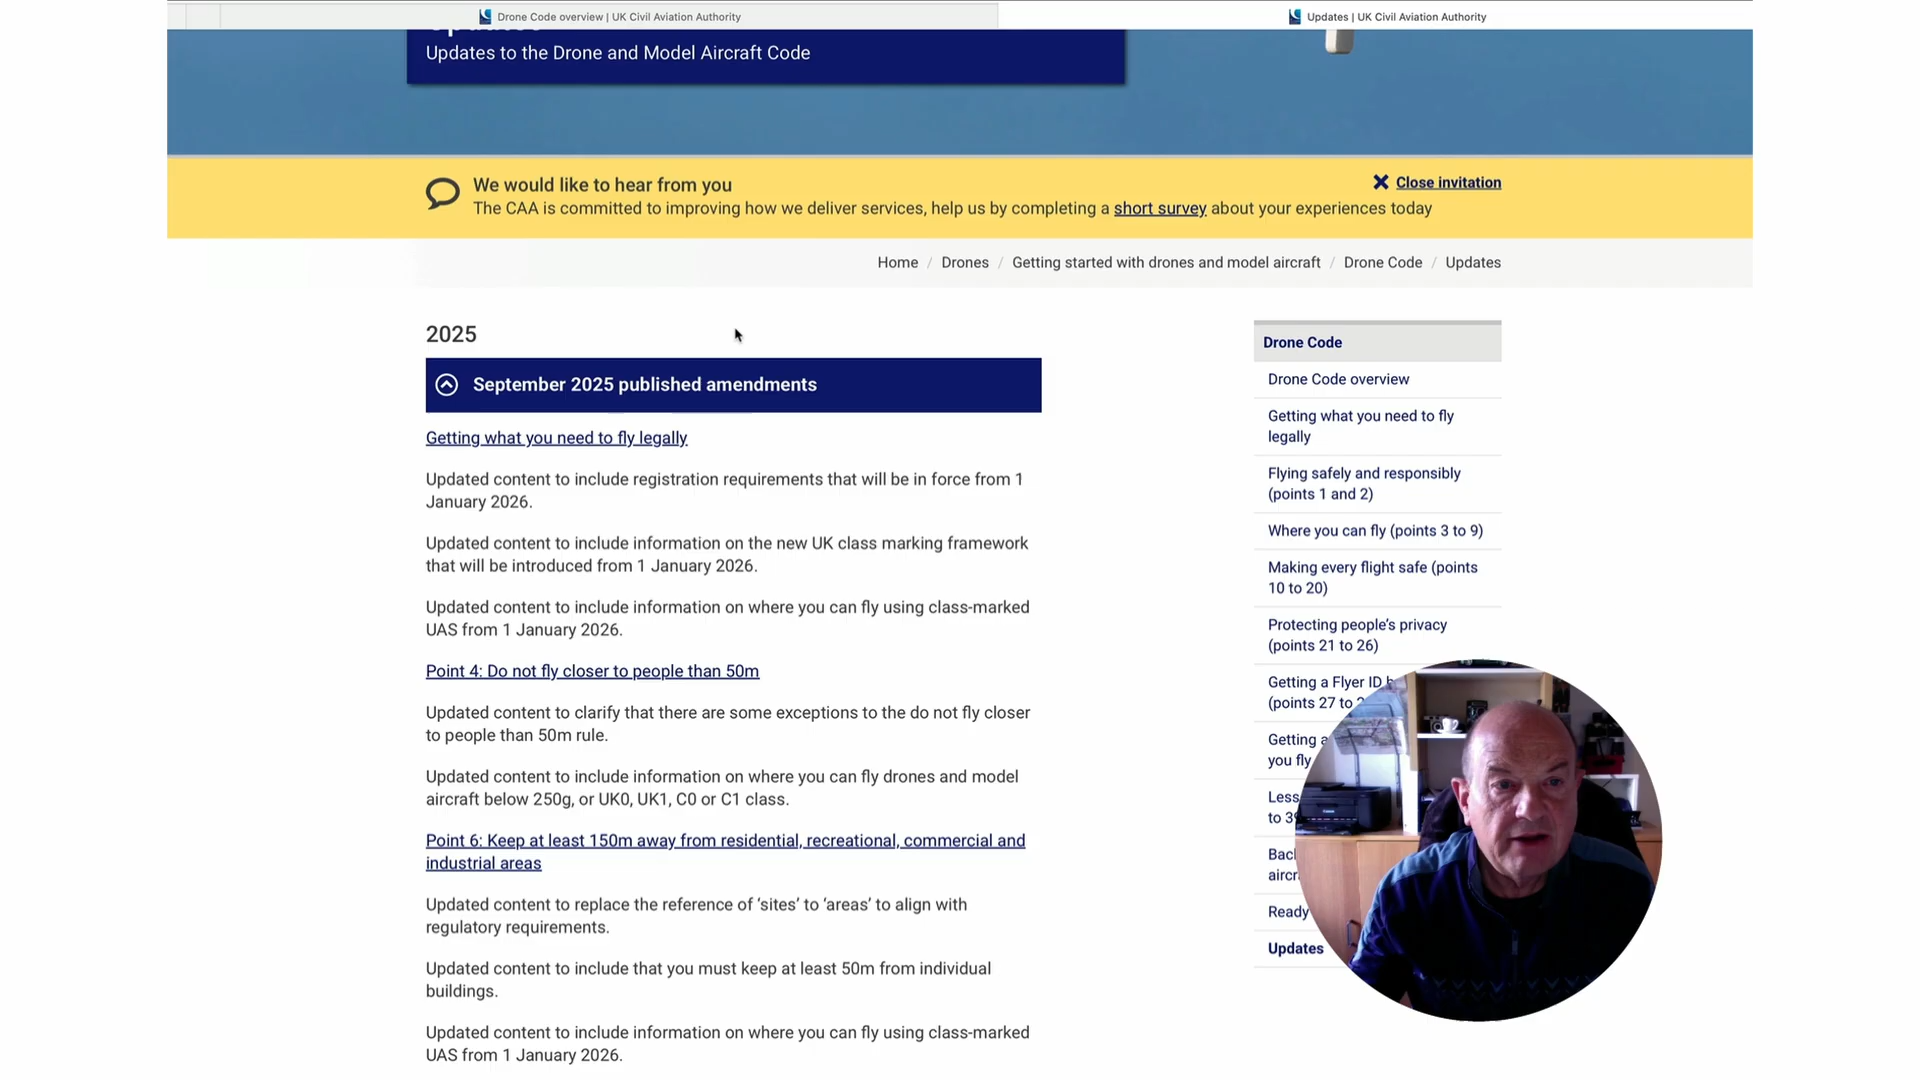 Drone Code overview | UK Civil Aviation Authority
Updates | UK Civil Aviation Authority
Updates to the Drone and Model Aircraft Code
We would like to hear from you
Close invitation
The CAA is committed to improving how we deliver services, help us by completing a short survey about your experiences today
Home / Drones / Getting started with drones and model aircraft / Drone Code / Updates
2025
September 2025 published amendments
Getting what you need to fly legally
Updated content to include registration requirements that will be in force from 1
January 2026.
Updated content to include information on the new UK class marking framework
that will be introduced from 1 January 2026.
Updated content to include information on where you can fly using class-marked
UAS from 1 January 2026.
Point 4: Do not fly closer to people than 50m
Updated content to clarify that there are some exceptions to the do not fly closer
to people than 50m rule.
Updated content to include information on where you can fly drones and model
aircraft below 250g, or UK0, UK1, C0 or C1 class.
Point 6: Keep at least 150m away from residential, recreational, commercial and
industrial areas
Updated content to replace the reference of ‘sites’ to ‘areas’ to align with
regulatory requirements.
Updated content to include that you must keep at least 50m from individual
buildings.
Updated content to include information on where you can fly using class-marked
UAS from 1 January 2026.
Drone Code
Drone Code overview
Getting what you need to fly
legally
Flying safely and responsibly
(points 1 and 2)
Where you can fly (points 3 to 9)
Making every flight safe (points
10 to 20)
Protecting people’s privacy
(points 21 to 26)
Getting a Flyer ID
(points 27 to
Getting
you fly
Less
to
Ready
Updates